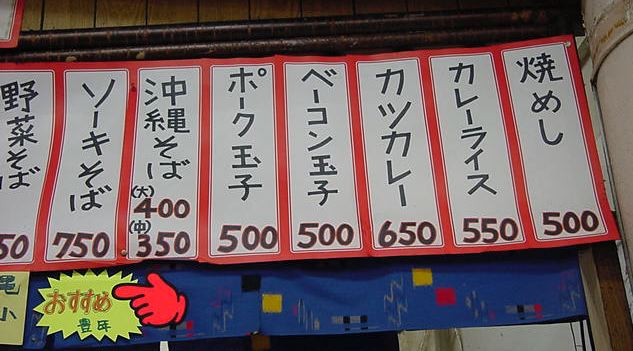 焼めし
500
カレーライス
550
カツカレー
650
ベーコン玉子
500
ポーク玉子
500
沖縄そば
(大)
400
(中)
350
ソーキそば
750
野菜そば
50
おすすめ